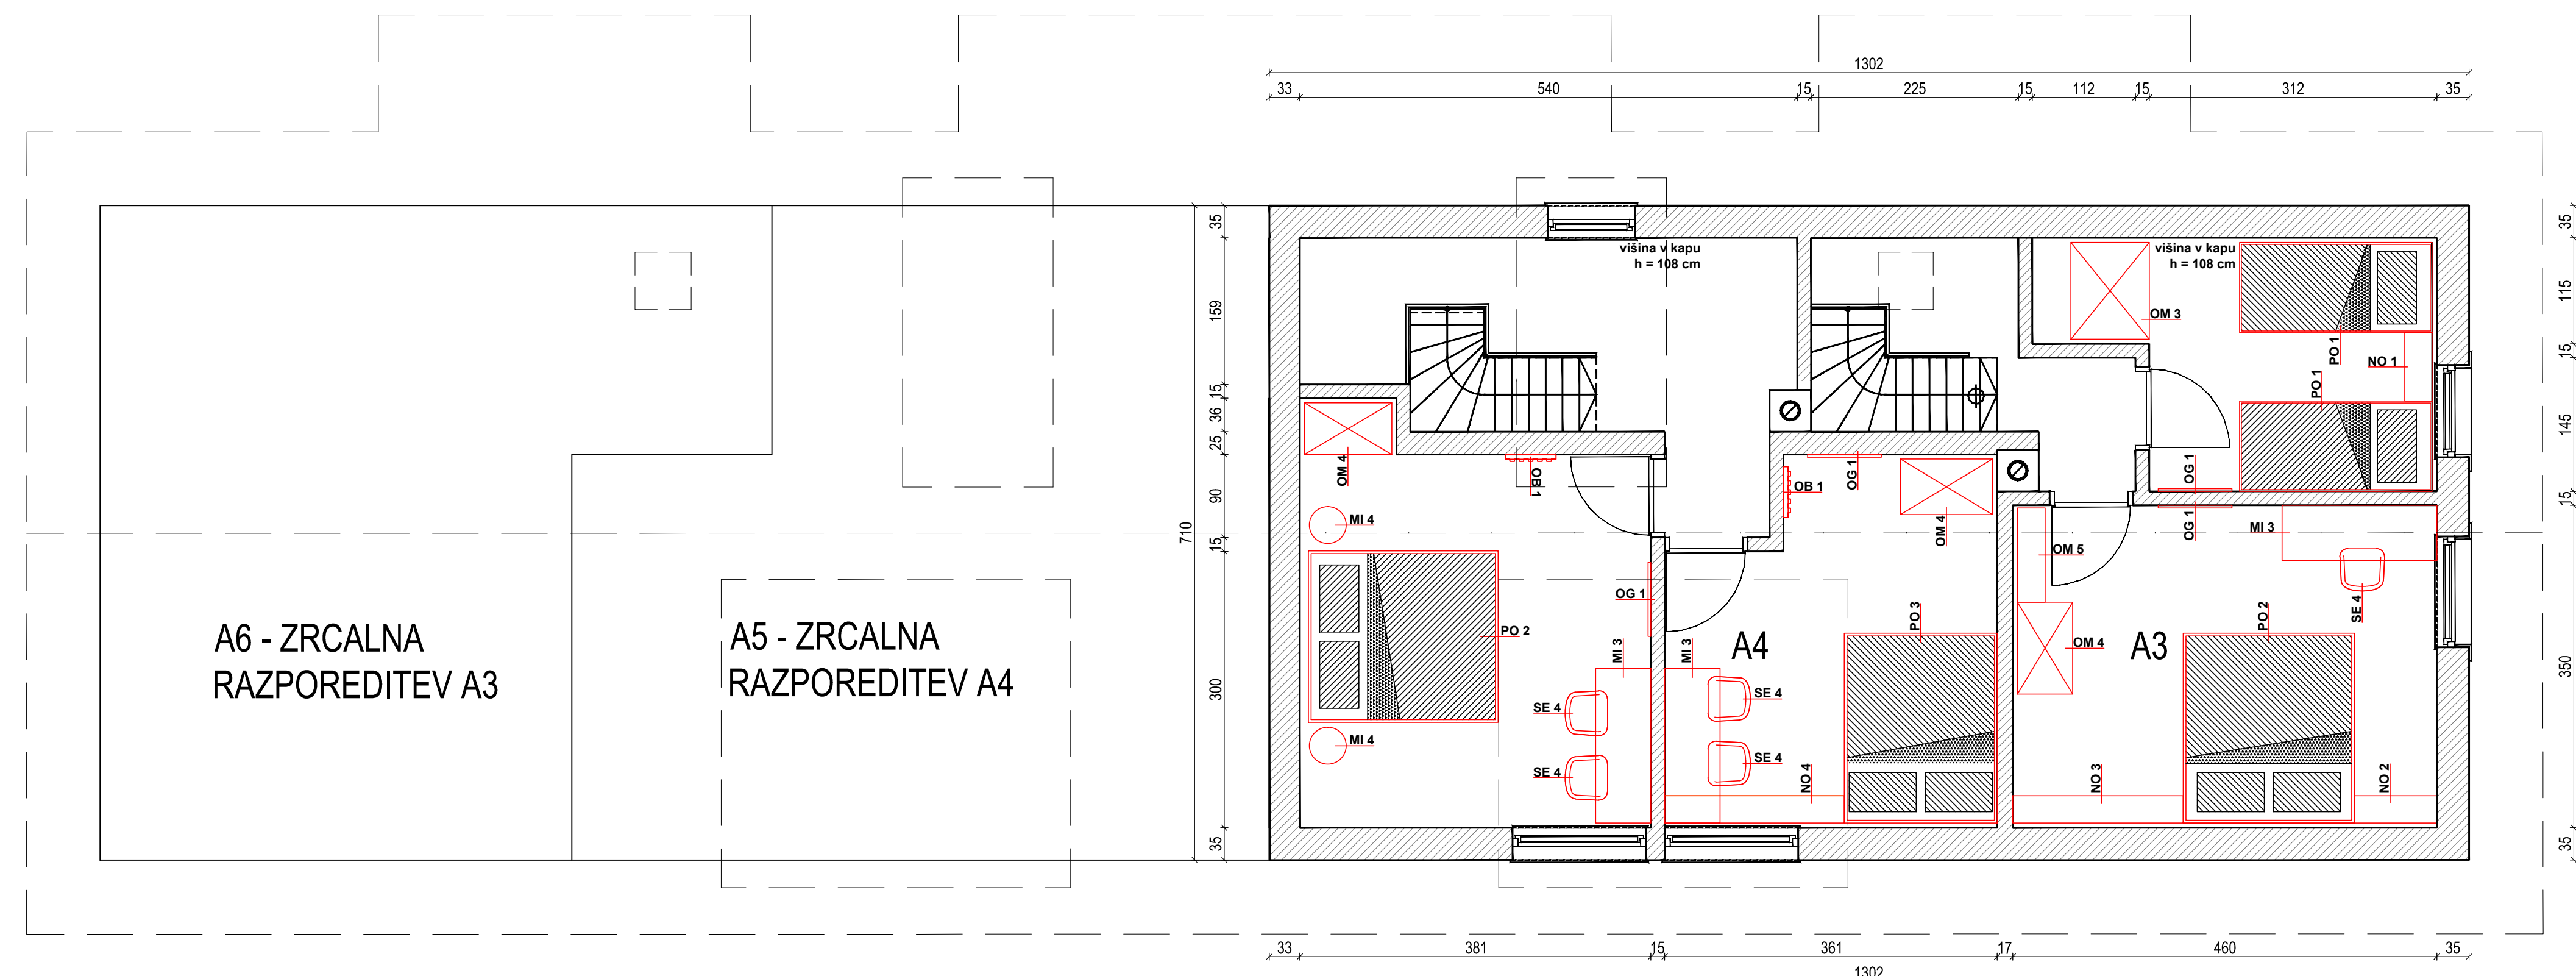 1302
33 540 15 225 15 112 15 312 35
višina v kapu
h = 108 cm
višina v kapu
h = 108 cm
35
159
15
36
25
90
15
300
35
710
35
115
15
145
15
350
35
OM 3
PO 1
NO 1
PO 1
OM 4
OB 1
OB 1
OG 1
OM 4
OG 1
OG 1
MI 4
MI 3
OM 5
SE 4
OG 1
PO 2
PO 3
PO 2
MI 3
MI 3
OM 4
A6 - ZRCALNA
RAZPOREDITEV A3
A5 - ZRCALNA
RAZPOREDITEV A4
A4
A3
SE 4
SE 4
MI 4
SE 4
SE 4
NO 4
NO 3
NO 2
33 381 15 361 17 460 35
1302